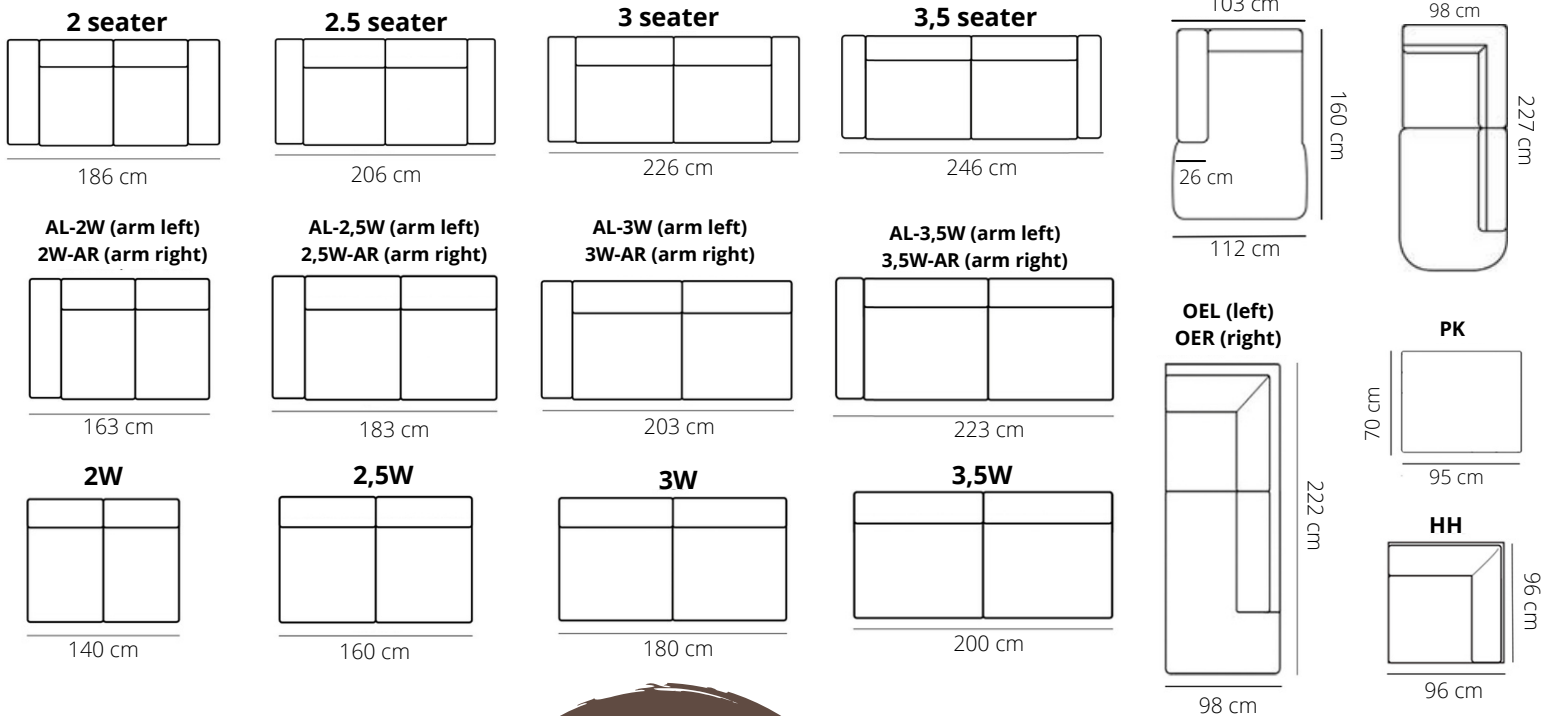 2 seater
186 cm
2.5 seater
206 cm
3 seater
226 cm
3,5 seater
246 cm
103 cm
160 cm
26 cm
112 cm
98 cm
227 cm
AL-2W (arm left)
2W-AR (arm right)
163 cm
AL-2,5W (arm left)
2,5W-AR (arm right)
183 cm
AL-3W (arm left)
3W-AR (arm right)
203 cm
AL-3,5W (arm left)
3,5W-AR (arm right)
223 cm
OEL (left)
OER (right)
222 cm
98 cm
PK
70 cm
95 cm
2W
140 cm
2,5W
160 cm
3W
180 cm
3,5W
200 cm
HH
96 cm
96 cm